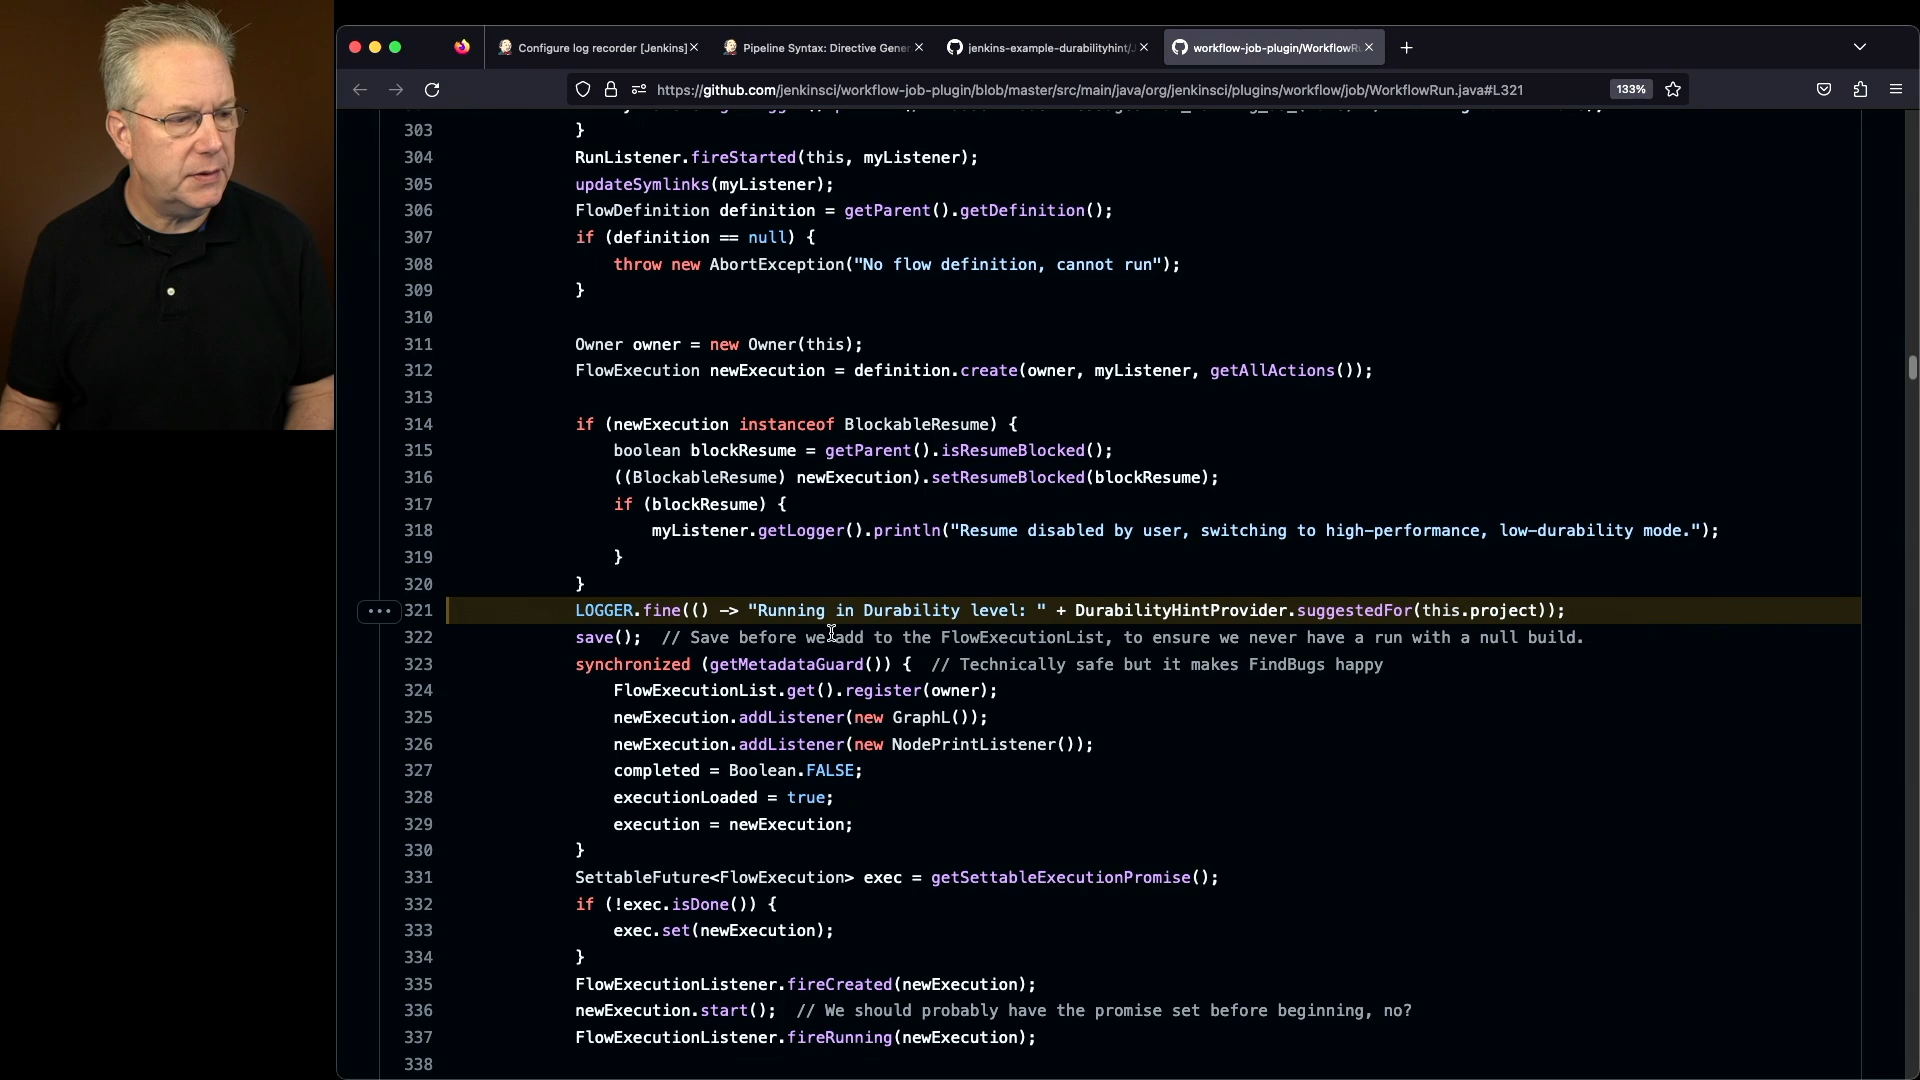 Configure log recorder [Jenkins]
Pipeline Syntax: Directive Gener
jenkins-example-durabilityhint/
workflow-job-plugin/WorkflowR
https://github.com/jenkinsci/workflow-job-plugin/blob/master/src/main/java/org/jenkinsci/plugins/workflow/job/WorkflowRun.java#L321
133%
303 }
304 RunListener.fireStarted(this, myListener);
305 updateSymlinks(myListener);
306 FlowDefinition definition = getParent().getDefinition();
307 if (definition == null) {
308 throw new AbortException("No flow definition, cannot run");
309 }
310
311 Owner owner = new Owner(this);
312 FlowExecution newExecution = definition.create(owner, myListener, getAllActions());
313
314 if (newExecution instanceof BlockableResume) {
315 boolean blockResume = getParent().isResumeBlocked();
316 ((BlockableResume) newExecution).setResumeBlocked(blockResume);
317 if (blockResume) {
318 myListener.getLogger().println("Resume disabled by user, switching to high-performance, low-durability mode.");
319 }
320 }
321 LOGGER.fine(() -> "Running in Durability level: " + DurabilityHintProvider.suggestedFor(this.project));
322 save(); // Save before we add to the FlowExecutionList, to ensure we never have a run with a null build.
323 synchronized (getMetadataGuard()) { // Technically safe but it makes FindBugs happy
324 FlowExecutionList.get().register(owner);
325 newExecution.addListener(new GraphL());
326 newExecution.addListener(new NodePrintListener());
327 completed = Boolean.FALSE;
328 executionLoaded = true;
329 execution = newExecution;
330 }
331 SettableFuture<FlowExecution> exec = getSettableExecutionPromise();
332 if (!exec.isDone()) {
333 exec.set(newExecution);
334 }
335 FlowExecutionListener.fireCreated(newExecution);
336 newExecution.start(); // We should probably have the promise set before beginning, no?
337 FlowExecutionListener.fireRunning(newExecution);
338